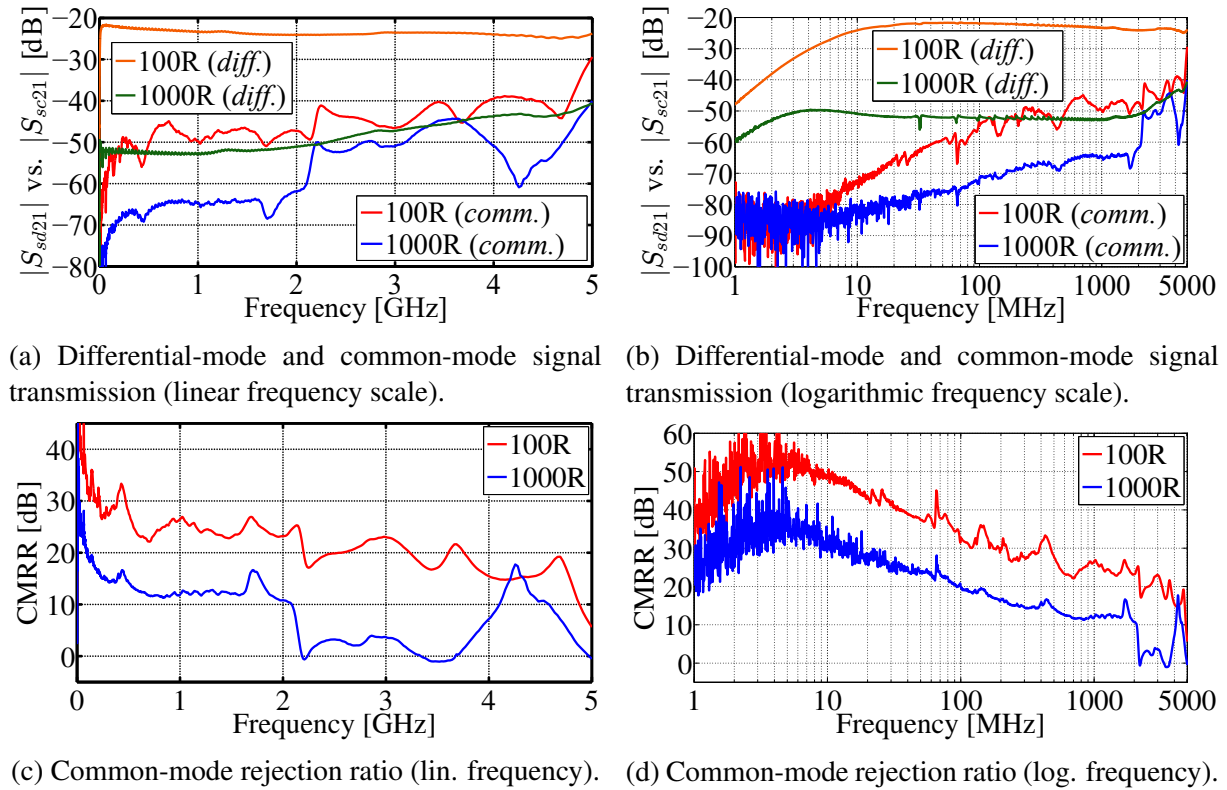 |Ssd21| vs. |Ssc21| [dB]
−20
−30
−40
−50
−60
−70
−80
100R (diff.)
1000R (diff.)
100R (comm.)
1000R (comm.)
0 1 2 3 4 5
Frequency [GHz]
|Ssd21| vs. |Ssc21| [dB]
−20
−30
−40
−50
−60
−70
−80
−90
−100
100R (diff.)
1000R (diff.)
100R (comm.)
1000R (comm.)
1 10 100 1000 5000
Frequency [MHz]
(a) Differential-mode and common-mode signal
transmission (linear frequency scale).
(b) Differential-mode and common-mode signal
transmission (logarithmic frequency scale).
CMRR [dB]
40
30
20
10
0
100R
1000R
0 1 2 3 4 5
Frequency [GHz]
CMRR [dB]
60
50
40
30
20
10
0
100R
1000R
1 10 100 1000 5000
Frequency [MHz]
(c) Common-mode rejection ratio (lin. frequency).
(d) Common-mode rejection ratio (log. frequency).